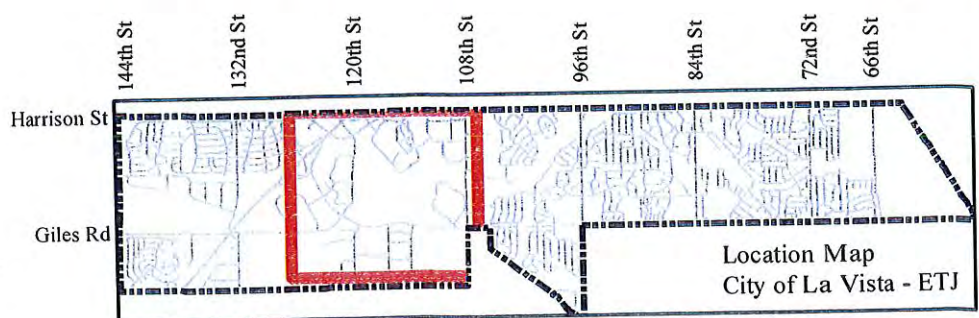 144th St
132nd St
120th St
108th St
96th St
84th St
72nd St
66th St
Harrison St
Giles Rd
Location Map
City of La Vista - ETJ